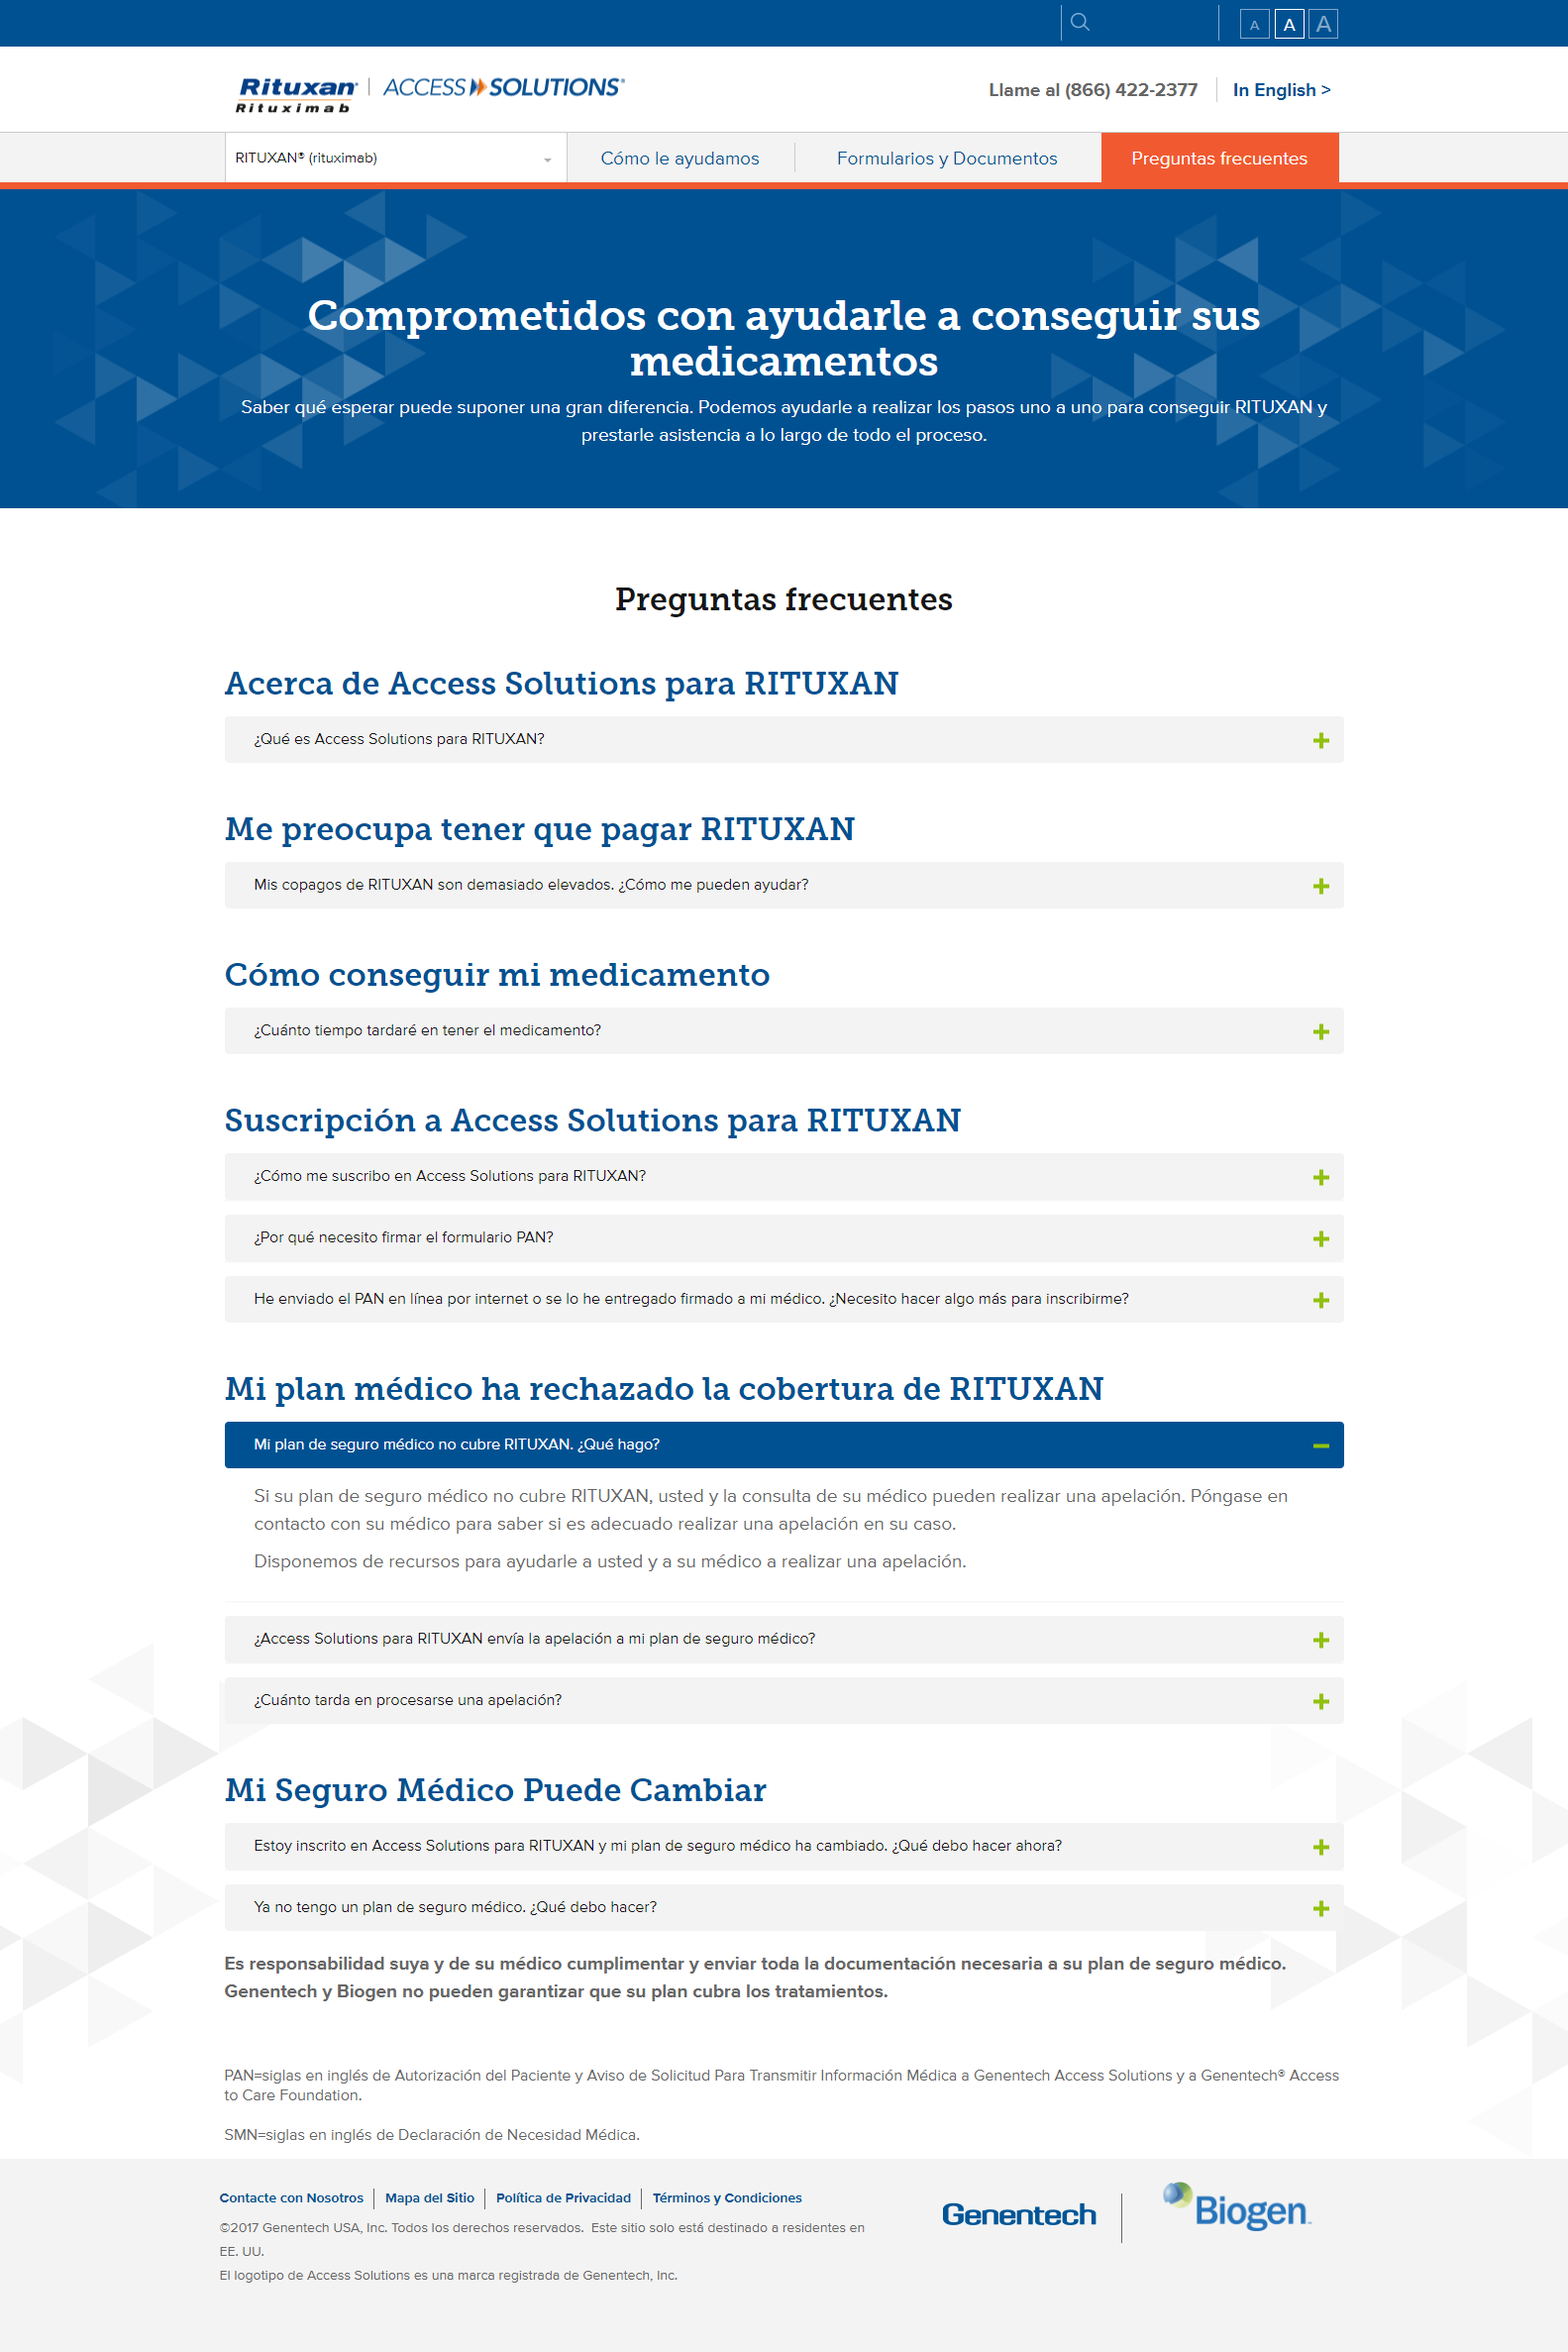 A A A
Rituxan® | ACCESS SOLUTIONS®
Rituximab
Llame al (866) 422-2377
In English >
RITUXAN® (rituximab)
Cómo le ayudamos
Formularios y Documentos
Preguntas frecuentes
Comprometidos con ayudarle a conseguir sus
medicamentos
Saber qué esperar puede suponer una gran diferencia. Podemos ayudarle a realizar los pasos uno a uno para conseguir RITUXAN y
prestarle asistencia a lo largo de todo el proceso.
Preguntas frecuentes
Acerca de Access Solutions para RITUXAN
¿Qué es Access Solutions para RITUXAN?
Me preocupa tener que pagar RITUXAN
Mis copagos de RITUXAN son demasiado elevados. ¿Cómo me pueden ayudar?
Cómo conseguir mi medicamento
¿Cuánto tiempo tardaré en tener el medicamento?
Suscripción a Access Solutions para RITUXAN
¿Cómo me suscribo en Access Solutions para RITUXAN?
¿Por qué necesito firmar el formulario PAN?
He enviado el PAN en línea por internet o se lo he entregado firmado a mi médico. ¿Necesito hacer algo más para inscribirme?
Mi plan médico ha rechazado la cobertura de RITUXAN
Mi plan de seguro médico no cubre RITUXAN. ¿Qué hago?
Si su plan de seguro médico no cubre RITUXAN, usted y la consulta de su médico pueden realizar una apelación. Póngase en
contacto con su médico para saber si es adecuado realizar una apelación en su caso.
Disponemos de recursos para ayudarle a usted y a su médico a realizar una apelación.
¿Access Solutions para RITUXAN envía la apelación a mi plan de seguro médico?
¿Cuánto tarda en procesarse una apelación?
Mi Seguro Médico Puede Cambiar
Estoy inscrito en Access Solutions para RITUXAN y mi plan de seguro médico ha cambiado. ¿Qué debo hacer ahora?
Ya no tengo un plan de seguro médico. ¿Qué debo hacer?
Es responsabilidad suya y de su médico cumplimentar y enviar toda la documentación necesaria a su plan de seguro médico.
Genentech y Biogen no pueden garantizar que su plan cubra los tratamientos.
PAN=siglas en inglés de Autorización del Paciente y Aviso de Solicitud Para Transmitir Información Médica a Genentech Access Solutions y a Genentech® Access
to Care Foundation.
SMN=siglas en inglés de Declaración de Necesidad Médica.
Contacte con Nosotros | Mapa del Sitio | Política de Privacidad | Términos y Condiciones
©2017 Genentech USA, Inc. Todos los derechos reservados. Este sitio solo está destinado a residentes en
EE. UU.
El logotipo de Access Solutions es una marca registrada de Genentech, Inc.
Genentech
Biogen